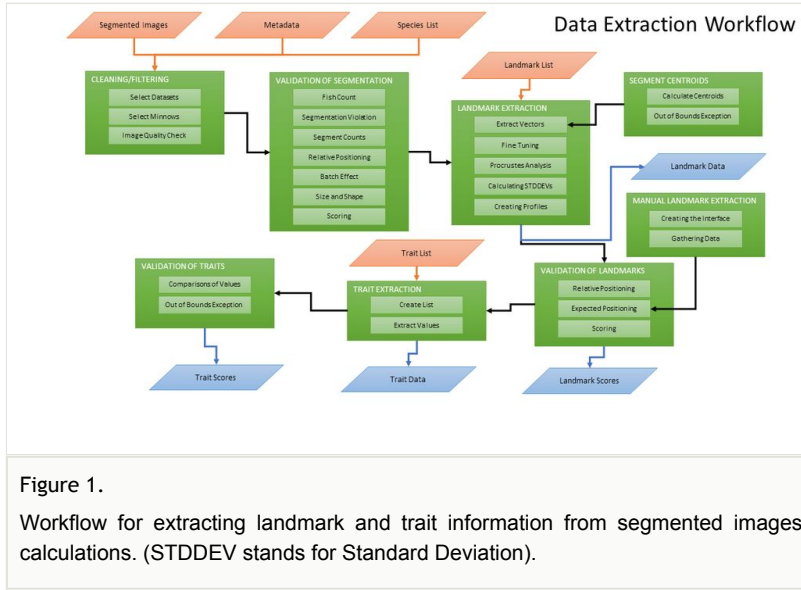 Data Extraction Workflow
Segmented Images
Metadata
Species List
Landmark List
CLEANING/FILTERING
Select Datasets
Select Minnows
Image Quality Check
VALIDATION OF SEGMENTATION
Fish Count
Segmentation Violation
Segment Counts
Relative Positioning
Batch Effect
Size and Shape
Scoring
LANDMARK EXTRACTION
Extract Vectors
Fine Tuning
Procrustes Analysis
Calculating STDDEVs
Creating Profiles
SEGMENT CENTROIDS
Calculate Centroids
Out of Bounds Exception
Landmark Data
MANUAL LANDMARK EXTRACTION
Creating the Interface
Gathering Data
VALIDATION OF LANDMARKS
Relative Positioning
Expected Positioning
Scoring
Landmark Scores
Trait List
TRAIT EXTRACTION
Create List
Extract Values
Trait Data
VALIDATION OF TRAITS
Comparisons of Values
Out of Bounds Exception
Trait Scores
Figure 1.
Workflow for extracting landmark and trait information from segmented images
calculations. (STDDEV stands for Standard Deviation).